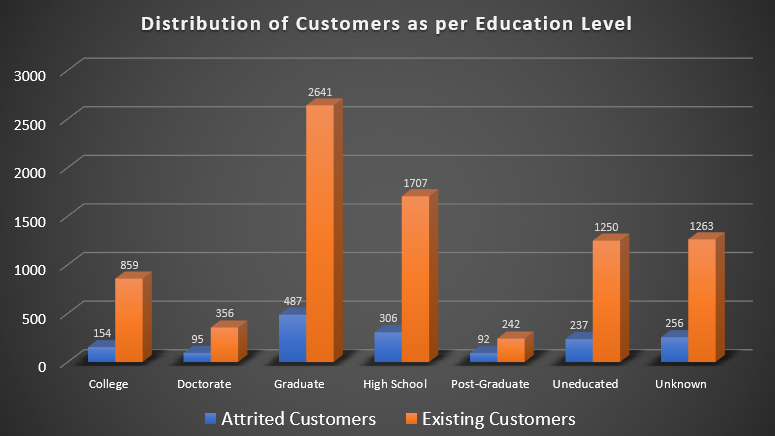 Distribution of Customers as per Education Level
3000
2500
2000
1500
1000
500
0
154
859
95
356
487
2641
306
1707
92
242
237
1250
256
1263
College
Doctorate
Graduate
High School
Post-Graduate
Uneducated
Unknown
Attrited Customers
Existing Customers